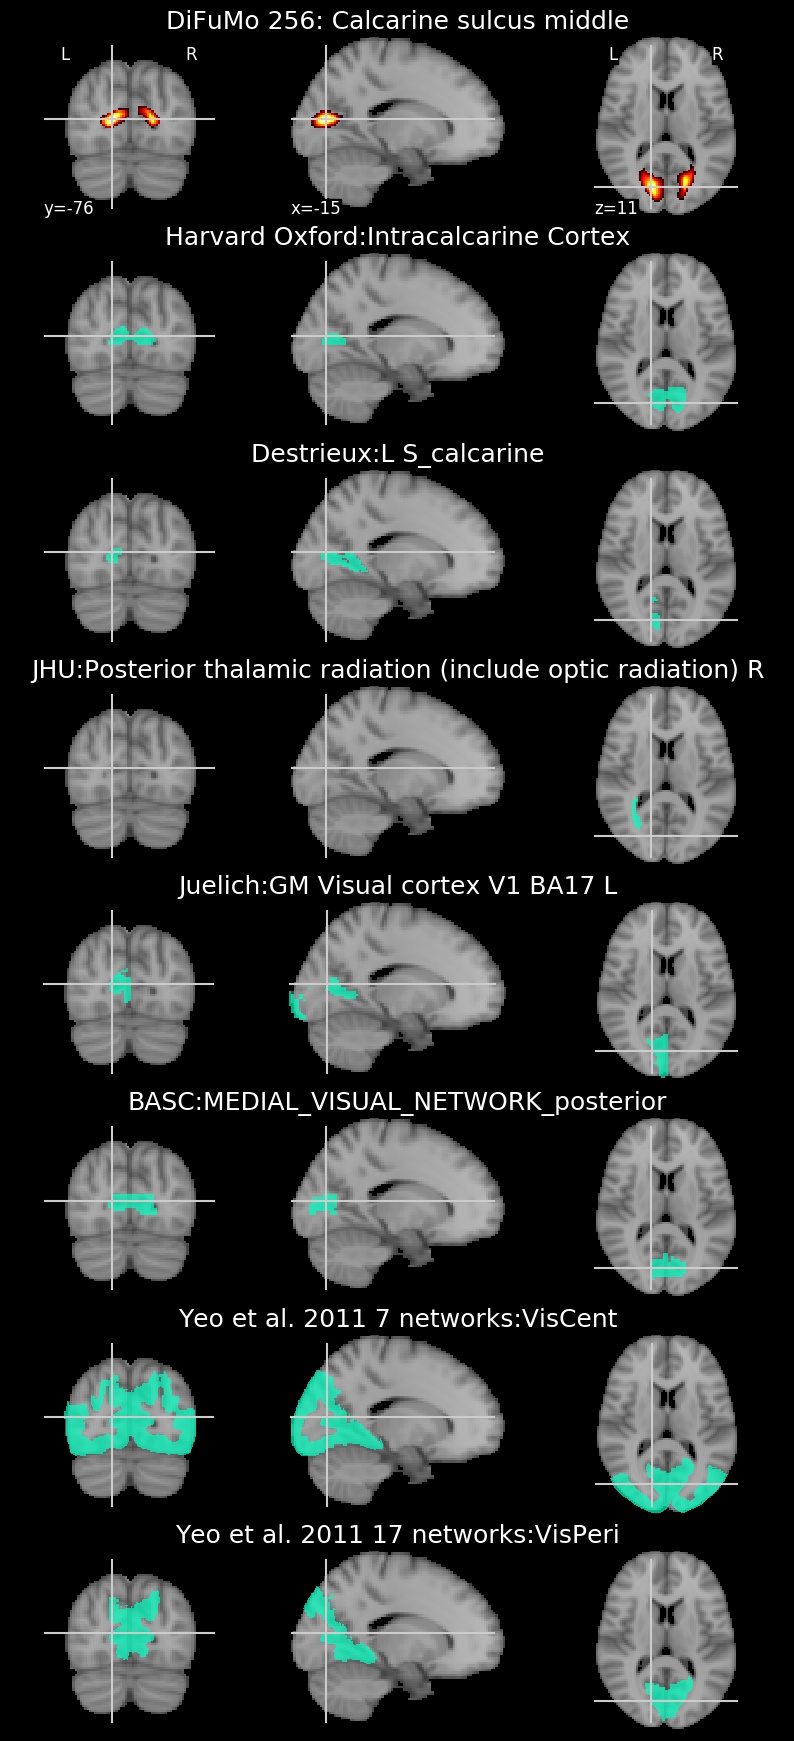 DiFuMo 256: Calcarine sulcus middle
L R L R
y=-76 x=-15 z=11
Harvard Oxford:Intracalcarine Cortex
Destrieux:L S_calcarine
JHU:Posterior thalamic radiation (include optic radiation) R
Juelich:GM Visual cortex V1 BA17 L
BASC:MEDIAL_VISUAL_NETWORK_posterior
Yeo et al. 2011 7 networks:VisCent
Yeo et al. 2011 17 networks:VisPeri